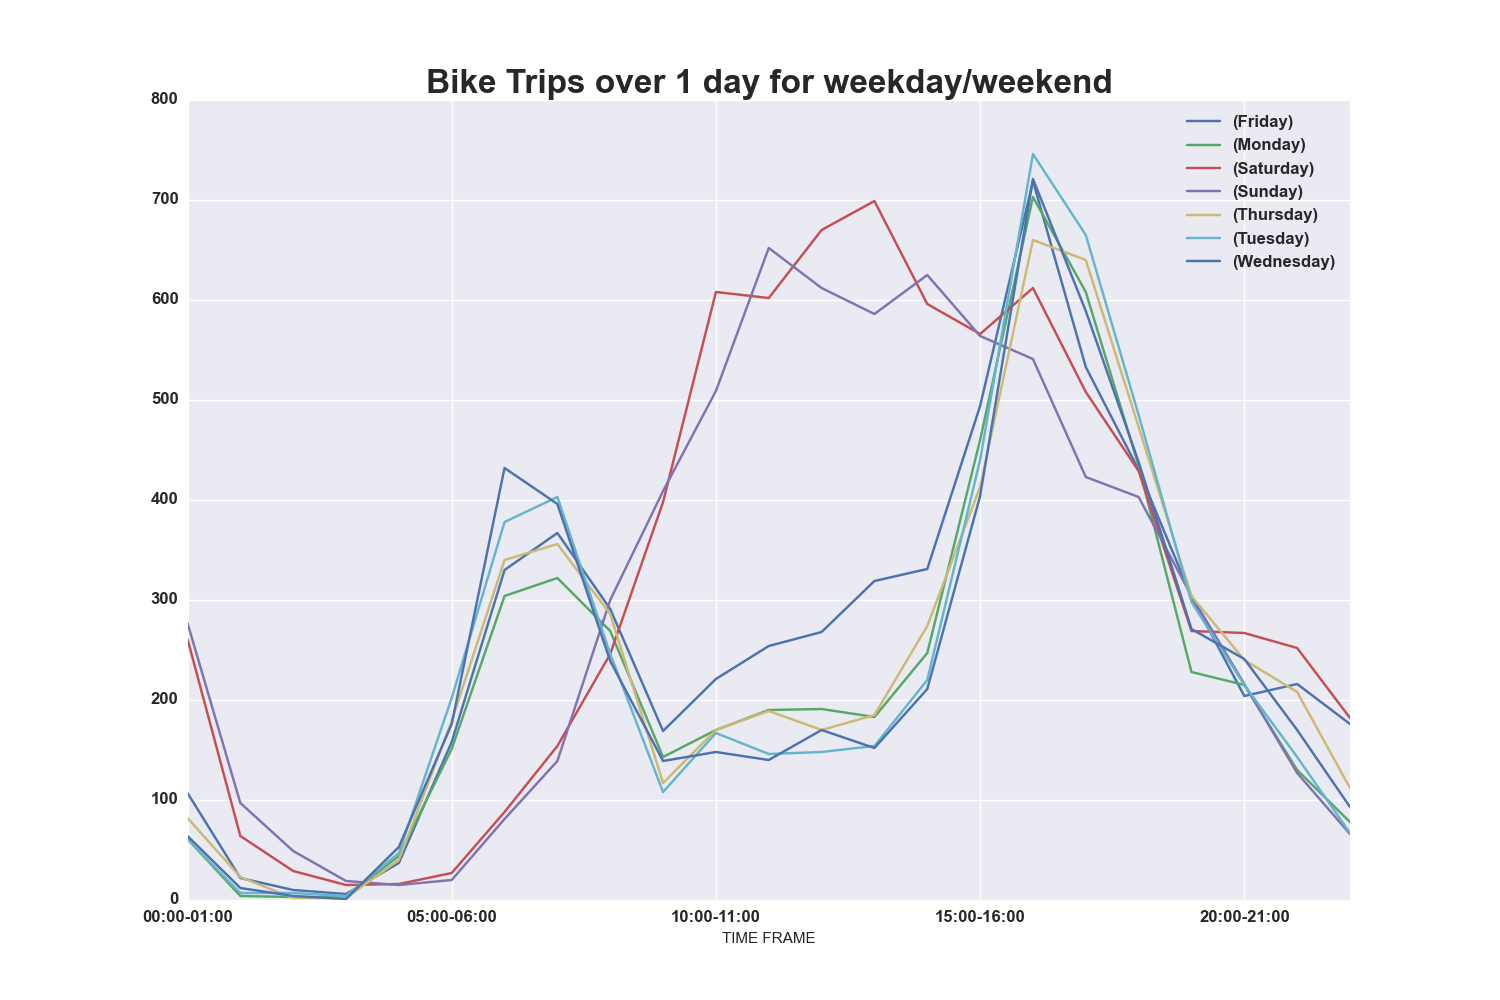 Bike Trips over 1 day for weekday/weekend
800
700
600
500
400
300
200
100
0
(Friday)
(Monday)
(Saturday)
(Sunday)
(Thursday)
(Tuesday)
(Wednesday)
00:00-01:00 05:00-06:00 10:00-11:00 15:00-16:00 20:00-21:00
TIME FRAME